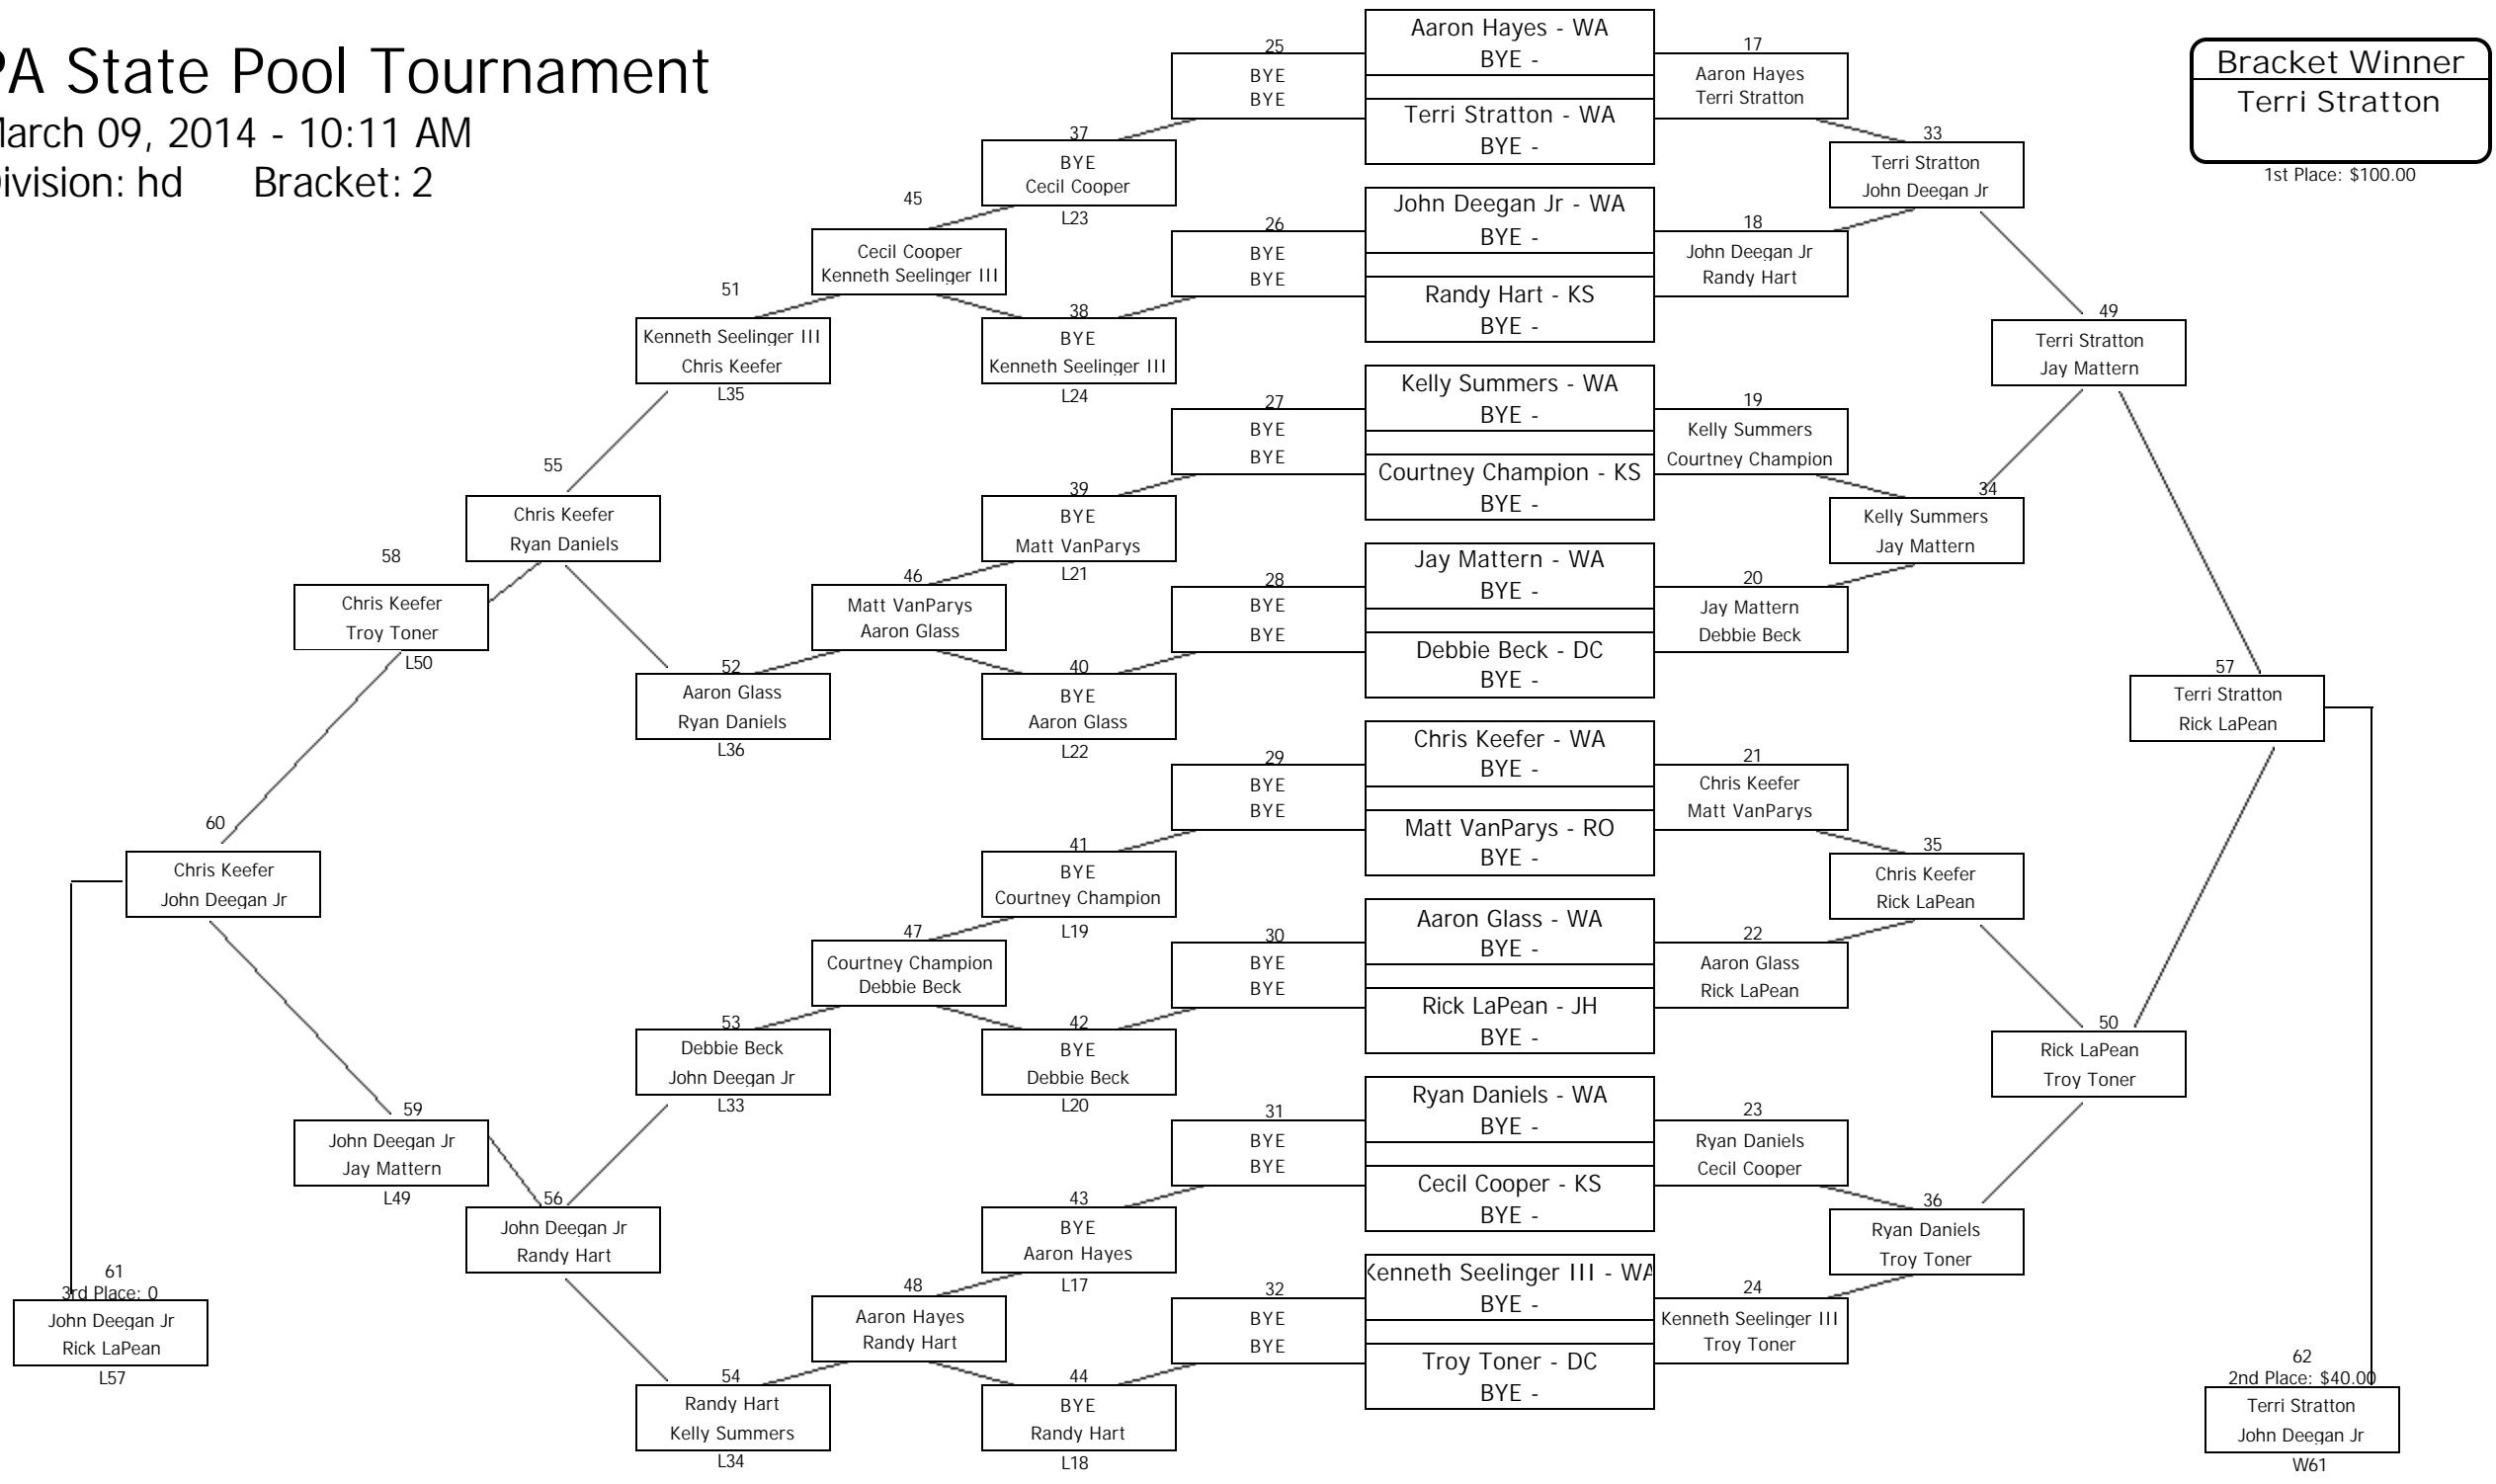 PA State Pool Tournament
March 09, 2014 - 10:11 AM
Division: hd Bracket: 2
Bracket Winner
Terri Stratton
1st Place: $100.00
Aaron Hayes - WA
BYE -
Terri Stratton - WA
BYE -
John Deegan Jr - WA
BYE -
Randy Hart - KS
BYE -
Kelly Summers - WA
BYE -
Courtney Champion - KS
BYE -
Jay Mattern - WA
BYE -
Debbie Beck - DC
BYE -
Chris Keefer - WA
BYE -
Matt VanParys - RO
BYE -
Aaron Glass - WA
BYE -
Rick LaPean - JH
BYE -
Ryan Daniels - WA
BYE -
Cecil Cooper - KS
BYE -
Kenneth Seelinger III - WA
BYE -
Troy Toner - DC
BYE -
17
Aaron Hayes
Terri Stratton
18
John Deegan Jr
Randy Hart
19
Kelly Summers
Courtney Champion
20
Jay Mattern
Debbie Beck
21
Chris Keefer
Matt VanParys
22
Aaron Glass
Rick LaPean
23
Ryan Daniels
Cecil Cooper
24
Kenneth Seelinger III
Troy Toner
33
Terri Stratton
John Deegan Jr
34
Kelly Summers
Jay Mattern
35
Chris Keefer
Rick LaPean
36
Ryan Daniels
Troy Toner
49
Terri Stratton
Jay Mattern
50
Rick LaPean
Troy Toner
57
Terri Stratton
Rick LaPean
62
2nd Place: $40.00
Terri Stratton
John Deegan Jr
W61
25
BYE
BYE
26
BYE
BYE
27
BYE
BYE
28
BYE
BYE
29
BYE
BYE
30
BYE
BYE
31
BYE
BYE
32
BYE
BYE
37
BYE
Cecil Cooper
L23
38
BYE
Kenneth Seelinger III
L24
39
BYE
Matt VanParys
L21
40
BYE
Aaron Glass
L22
41
BYE
Courtney Champion
L19
42
BYE
Debbie Beck
L20
43
BYE
Aaron Hayes
L17
44
BYE
Randy Hart
L18
45
Cecil Cooper
Kenneth Seelinger III
46
Matt VanParys
Aaron Glass
47
Courtney Champion
Debbie Beck
48
Aaron Hayes
Randy Hart
51
Kenneth Seelinger III
Chris Keefer
L35
52
Aaron Glass
Ryan Daniels
L36
53
Debbie Beck
John Deegan Jr
L33
54
Randy Hart
Kelly Summers
L34
55
Chris Keefer
Ryan Daniels
56
John Deegan Jr
Randy Hart
58
Chris Keefer
Troy Toner
L50
59
John Deegan Jr
Jay Mattern
L49
60
Chris Keefer
John Deegan Jr
61
3rd Place: 0
John Deegan Jr
Rick LaPean
L57